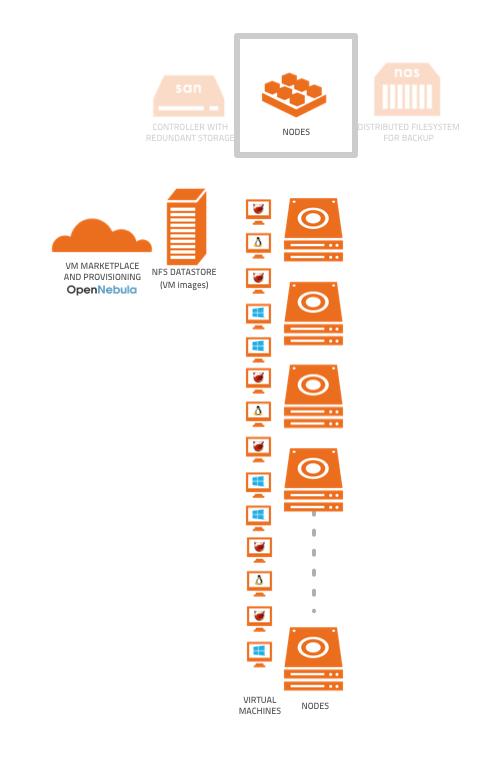 san
nas
CONTROLLER WITH
REDUNDANT STORAGE
NODES
DISTRIBUTED FILESYSTEM
FOR BACKUP
VM MARKETPLACE
AND PROVISIONING
OpenNebula
NFS DATASTORE
(VM images)
VIRTUAL
MACHINES
NODES